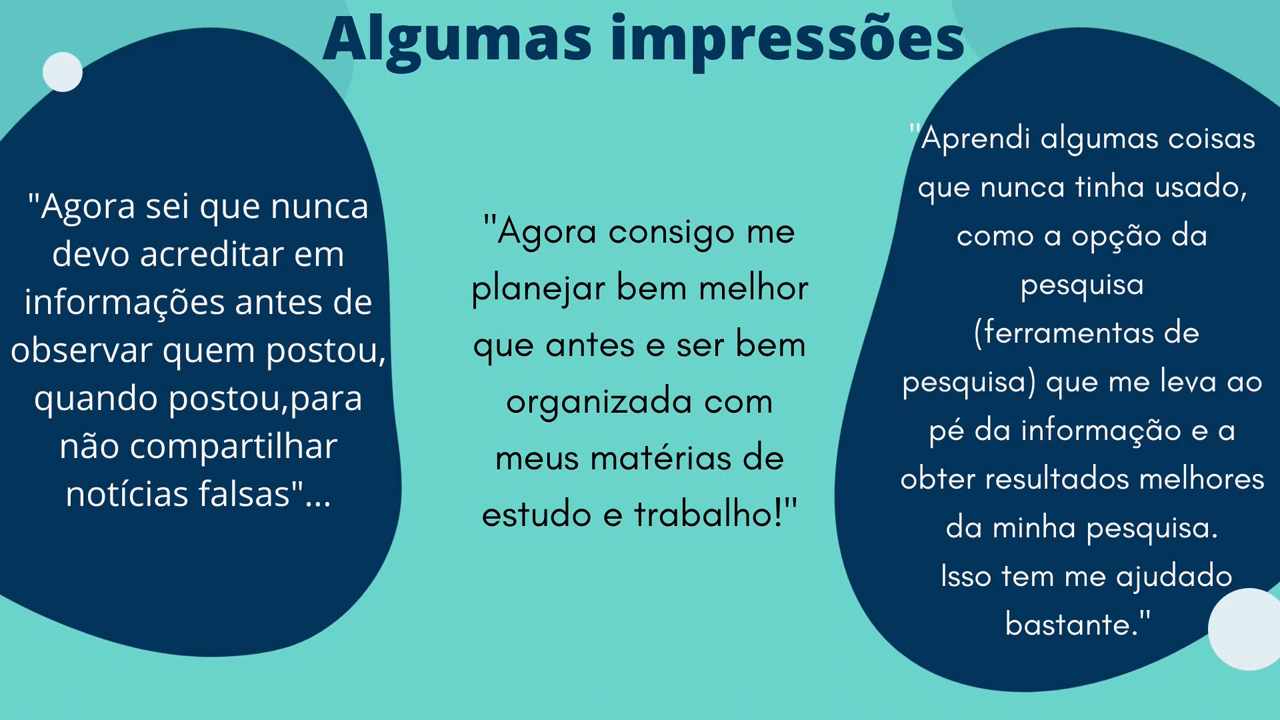 Algumas impressões
"Agora sei que nunca
devo acreditar em
informações antes de
observar quem postou,
quando postou,para
não compartilhar
notícias falsas"...
"Agora consigo me
planejar bem melhor
que antes e ser bem
organizada com
meus matérias de
estudo e trabalho!"
"Aprendi algumas coisas
que nunca tinha usado,
como a opção da
pesquisa
(ferramentas de
pesquisa) que me leva ao
pé da informação e a
obter resultados melhores
da minha pesquisa.
Isso tem me ajudado
bastante."